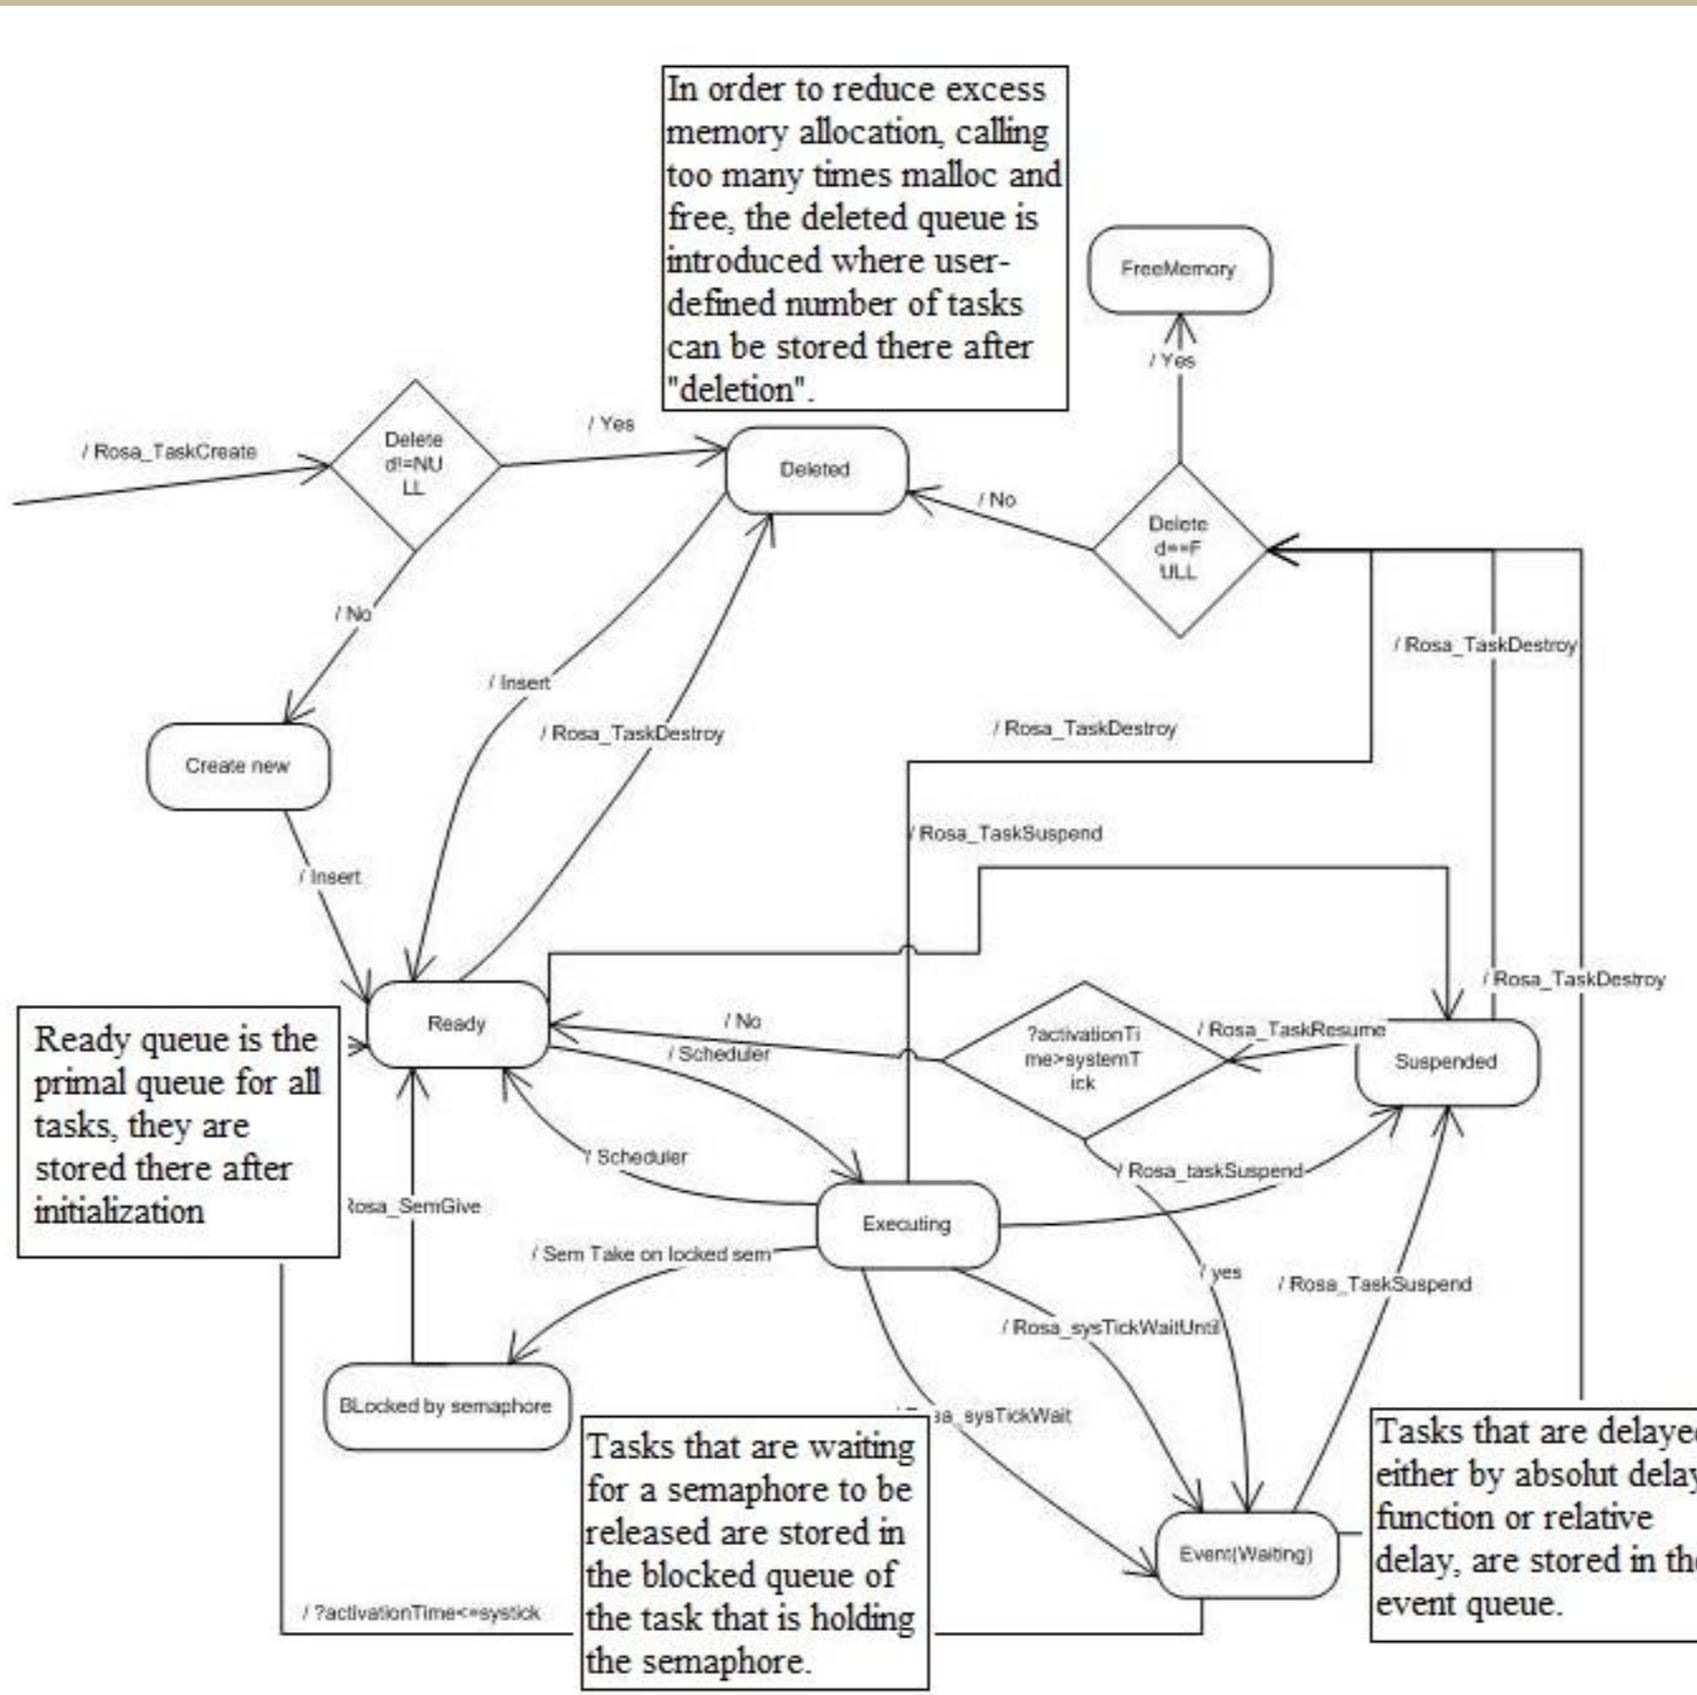 In order to reduce excess
memory allocation, calling
too many times malloc and
free, the deleted queue is
introduced where user-
defined number of tasks
can be stored there after
"deletion".
FreeMemory
/ Yes
/ Rosa_TaskCreate
Delete
d!=NU
LL
/ Yes
Deleted
/ No
Delete
d==F
ULL
/ No
/ Insert
/ Rosa_TaskDestroy
/ Rosa_TaskDestroy
/ Rosa_TaskDestroy
Create new
/ Insert
/ Rosa_TaskSuspend
/ Rosa_TaskDestroy
Ready
/ No
/ Scheduler
?activationTi
me>systemT
ick
/ Rosa_TaskResume
Suspended
Ready queue is the
primal queue for all
tasks, they are
stored there after
initialization
/ Scheduler
/ Rosa_taskSuspend
Rosa_SemGive
Executing
/ Sem Take on locked sem
/ yes
/ Rosa_TaskSuspend
/ Rosa_sysTickWaitUntil
BLocked by semaphore
sa_sysTickWait
Tasks that are waiting
for a semaphore to be
released are stored in
the blocked queue of
the task that is holding
the semaphore.
Event(Waiting)
Tasks that are delayed
either by absolut delay
function or relative
delay, are stored in the
event queue.
/ ?activationTime<=systick